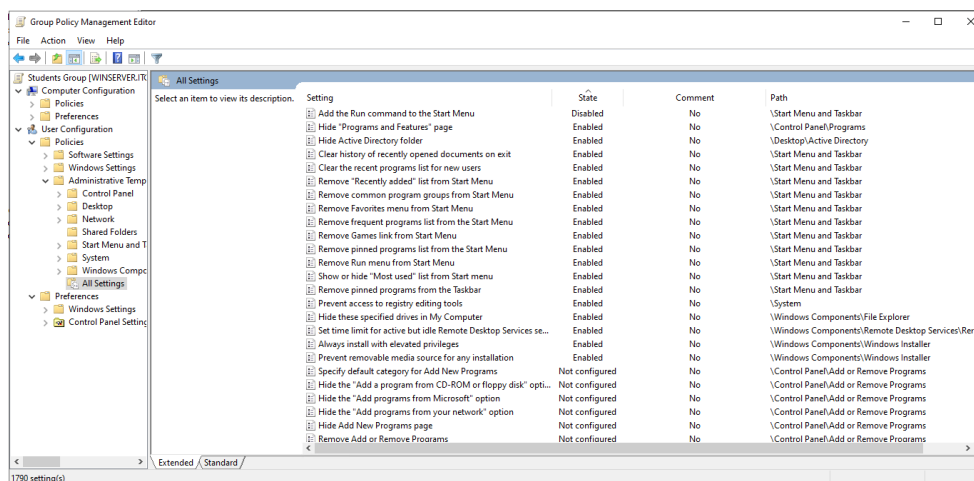 Group Policy Management Editor
File Action View Help
Students Group [WINSERVER.ITC
Computer Configuration
Policies
Preferences
User Configuration
Policies
Software Settings
Windows Settings
Administrative Temp
Control Panel
Desktop
Network
Shared Folders
Start Menu and T
System
Windows Compc
All Settings
Preferences
Windows Settings
Control Panel Setting
All Settings
Select an item to view its description.
Setting State Comment Path
Add the Run command to the Start Menu Disabled No \Start Menu and Taskbar
Hide "Programs and Features" page Enabled No \Control Panel\Programs
Hide Active Directory folder Enabled No \Desktop\Active Directory
Clear history of recently opened documents on exit Enabled No \Start Menu and Taskbar
Clear the recent programs list for new users Enabled No \Start Menu and Taskbar
Remove "Recently added" list from Start Menu Enabled No \Start Menu and Taskbar
Remove common program groups from Start Menu Enabled No \Start Menu and Taskbar
Remove Favorites menu from Start Menu Enabled No \Start Menu and Taskbar
Remove frequent programs list from the Start Menu Enabled No \Start Menu and Taskbar
Remove Games link from Start Menu Enabled No \Start Menu and Taskbar
Remove pinned programs list from the Start Menu Enabled No \Start Menu and Taskbar
Remove Run menu from Start Menu Enabled No \Start Menu and Taskbar
Show or hide "Most used" list from Start menu Enabled No \Start Menu and Taskbar
Remove pinned programs from the Taskbar Enabled No \Start Menu and Taskbar
Prevent access to registry editing tools Enabled No \System
Hide these specified drives in My Computer Enabled No \Windows Components\File Explorer
Set time limit for active but idle Remote Desktop Services se... Enabled No \Windows Components\Remote Desktop Services\Rer
Always install with elevated privileges Enabled No \Windows Components\Windows Installer
Prevent removable media source for any installation Enabled No \Windows Components\Windows Installer
Specify default category for Add New Programs Not configured No \Control Panel\Add or Remove Programs
Hide the "Add a program from CD-ROM or floppy disk" opti... Not configured No \Control Panel\Add or Remove Programs
Hide the "Add programs from Microsoft" option Not configured No \Control Panel\Add or Remove Programs
Hide the "Add programs from your network" option Not configured No \Control Panel\Add or Remove Programs
Hide Add New Programs page Not configured No \Control Panel\Add or Remove Programs
Remove Add or Remove Programs Not configured No \Control Panel\Add or Remove Programs
Extended Standard
1790 setting(s)